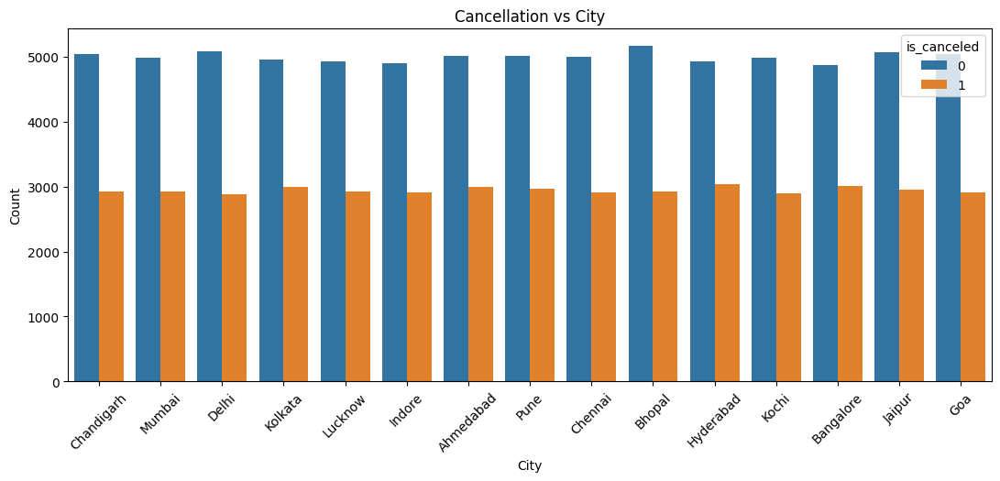 Cancellation vs City
is_canceled
0
1
5000
4000
3000
2000
1000
0
Count
Chandigarh
Mumbai
Delhi
Kolkata
Lucknow
Indore
Ahmedabad
Pune
Chennai
Bhopal
Hyderabad
Kochi
Bangalore
Jaipur
Goa
City